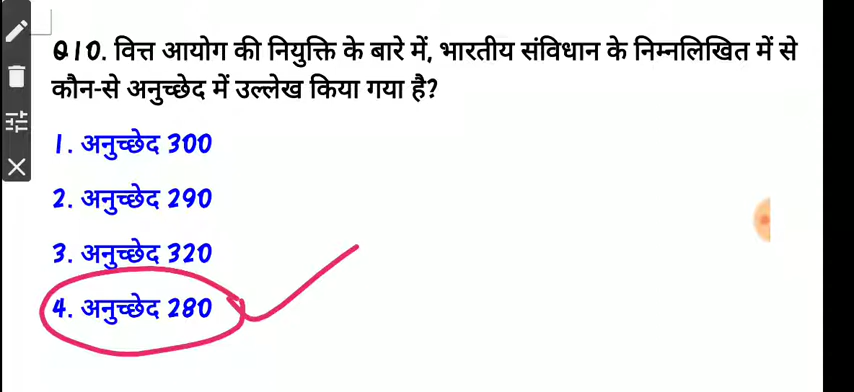 Q10. वित्त आयोग की नियुक्ति के बारे में, भारतीय संविधान के निम्नलिखित में से
कौन-से अनुच्छेद में उल्लेख किया गया है?
1. अनुच्छेद 300
2. अनुच्छेद 290
3. अनुच्छेद 320
4. अनुच्छेद 280